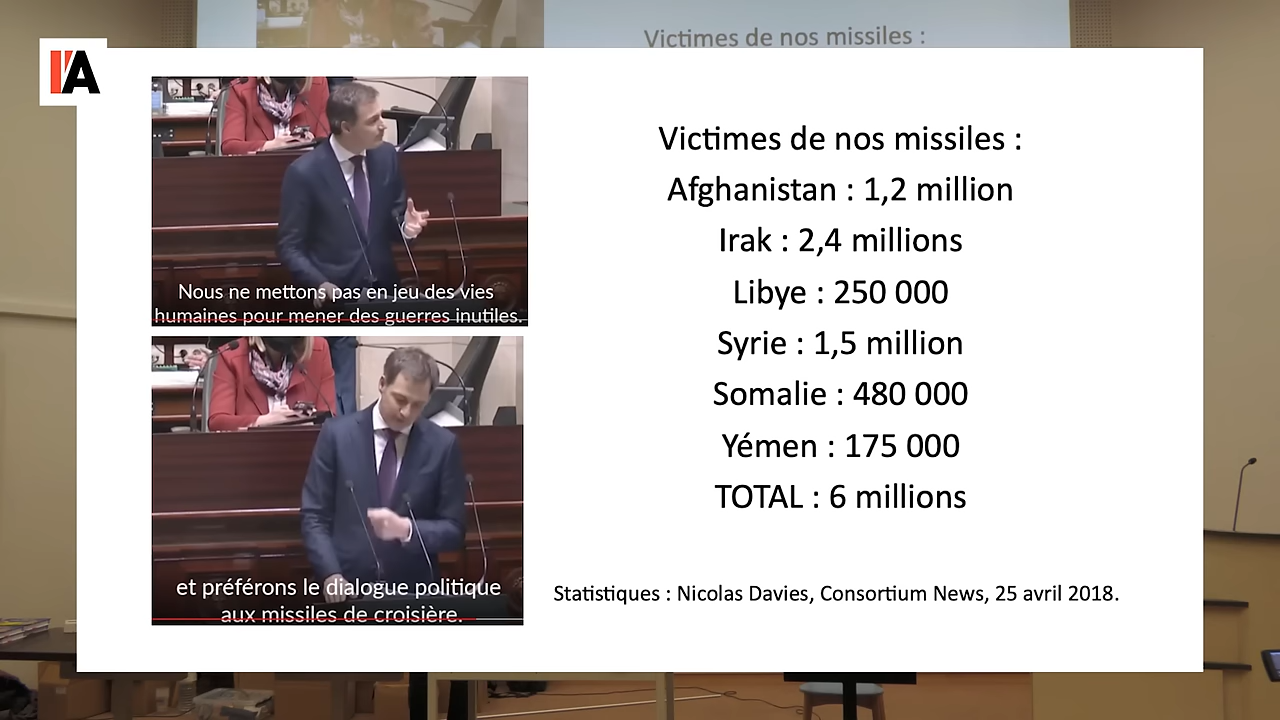 I'A
Victimes de nos missiles :
Nous ne mettons pas en jeu des vies
humaines pour mener des guerres inutiles.
et préférons le dialogue politique
aux missiles de croisière.
Victimes de nos missiles :
Afghanistan : 1,2 million
Irak : 2,4 millions
Libye : 250 000
Syrie : 1,5 million
Somalie : 480 000
Yémen : 175 000
TOTAL : 6 millions
Statistiques : Nicolas Davies, Consortium News, 25 avril 2018.